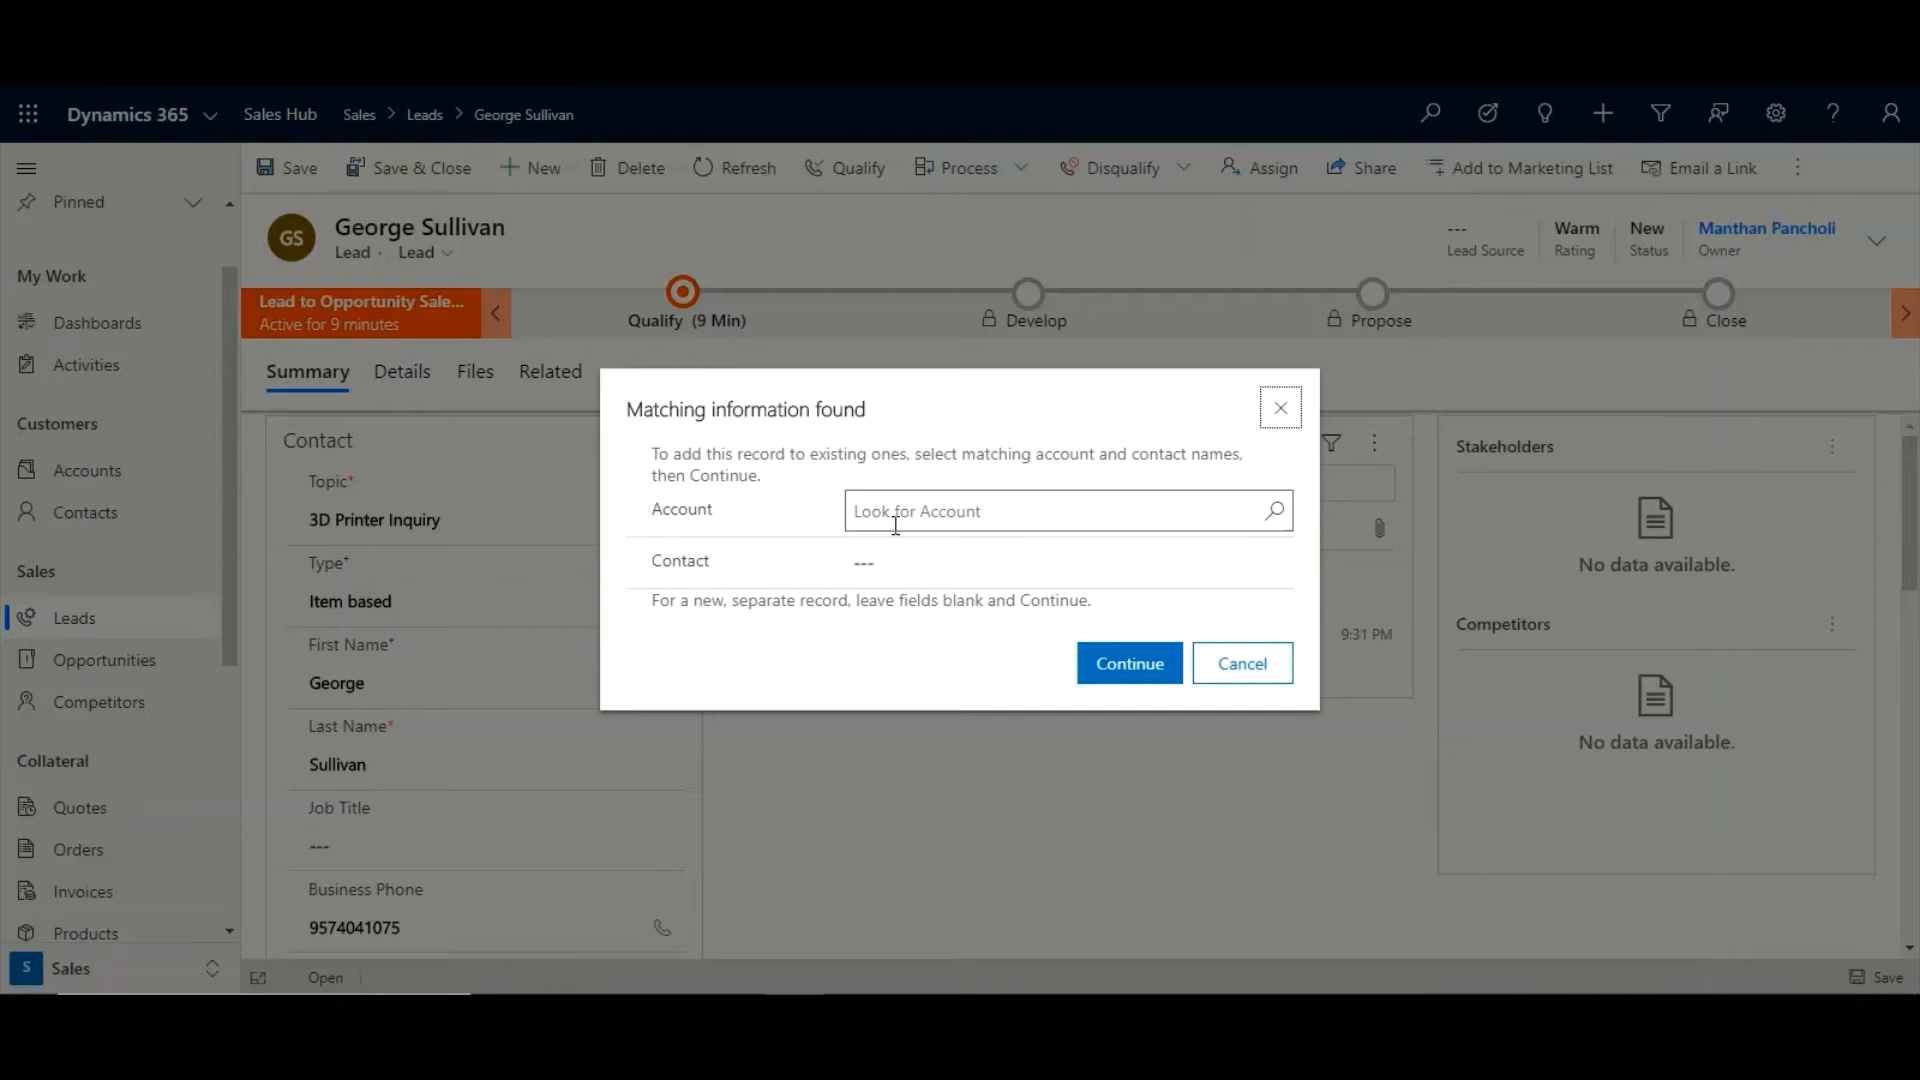 Dynamics 365
Sales Hub
Sales > Leads > George Sullivan
Save
Save & Close
New
Delete
Refresh
Qualify
Process
Disqualify
Assign
Share
Add to Marketing List
Email a Link
Pinned
My Work
Dashboards
Activities
Customers
Accounts
Contacts
Sales
Leads
Opportunities
Competitors
Collateral
Quotes
Orders
Invoices
Products
S
Sales
GS
George Sullivan
Lead · Lead
---
Lead Source
Warm
Rating
New
Status
Manthan Pancholi
Owner
Lead to Opportunity Sale...
Active for 9 minutes
Qualify (9 Min)
Develop
Propose
Close
Summary
Details
Files
Related
Contact
Topic*
3D Printer Inquiry
Type*
Item based
First Name*
George
Last Name*
Sullivan
Job Title
---
Business Phone
9574041075
Matching information found
To add this record to existing ones, select matching account and contact names,
then Continue.
Account
Look for Account
Contact
---
For a new, separate record, leave fields blank and Continue.
Continue
Cancel
9:31 PM
Stakeholders
No data available.
Competitors
No data available.
Open
Save